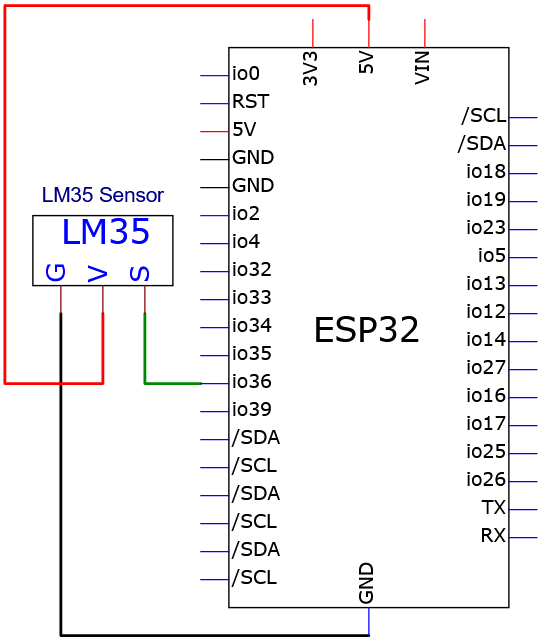 3V3
5V
VIN
io0
RST
5V
GND
GND
io2
io4
io32
io33
io34
io35
io36
io39
/SDA
/SCL
/SDA
/SCL
/SDA
/SCL
LM35 Sensor
LM35
G
V
S
ESP32
/SCL
/SDA
io18
io19
io23
io5
io13
io12
io14
io27
io16
io17
io25
io26
TX
RX
GND